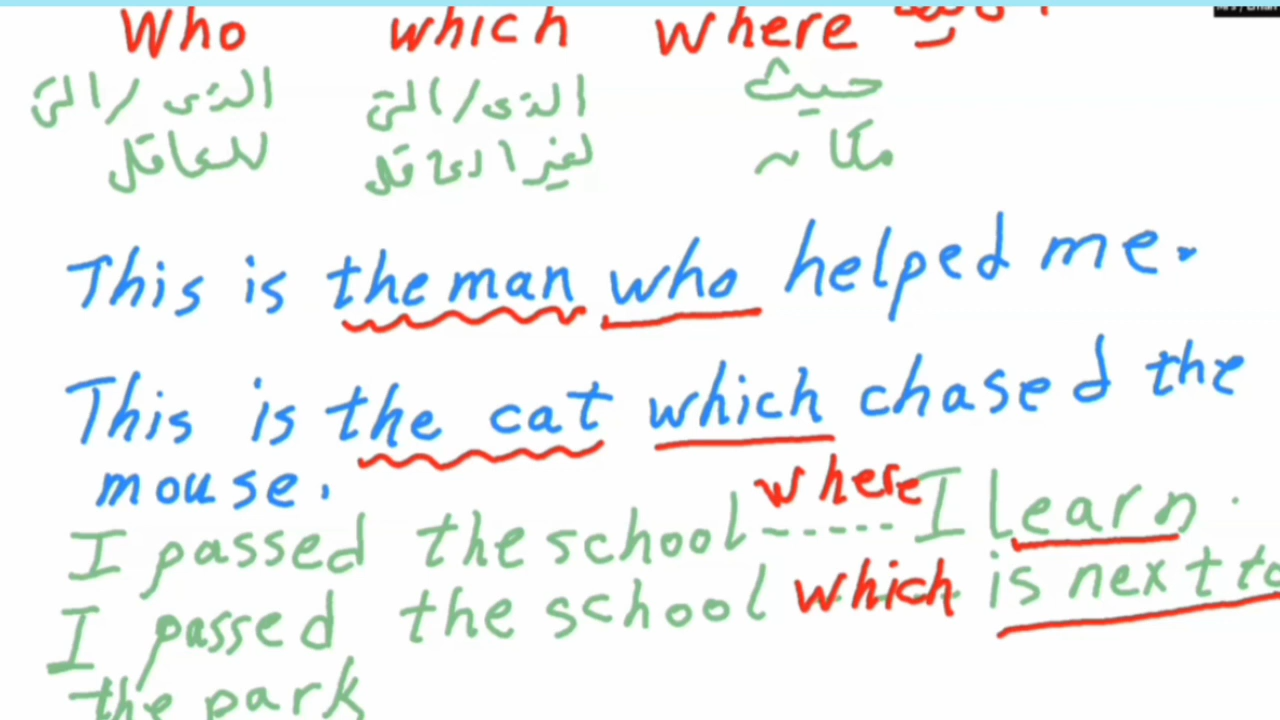 Who which where
الذى / التى الذى / التى حيث
للعاقل لغير العاقل مكان
This is the man who helped me.
This is the cat which chased the
mouse.
I passed the school ------ where I learn.
I passed the school which is next to
the park